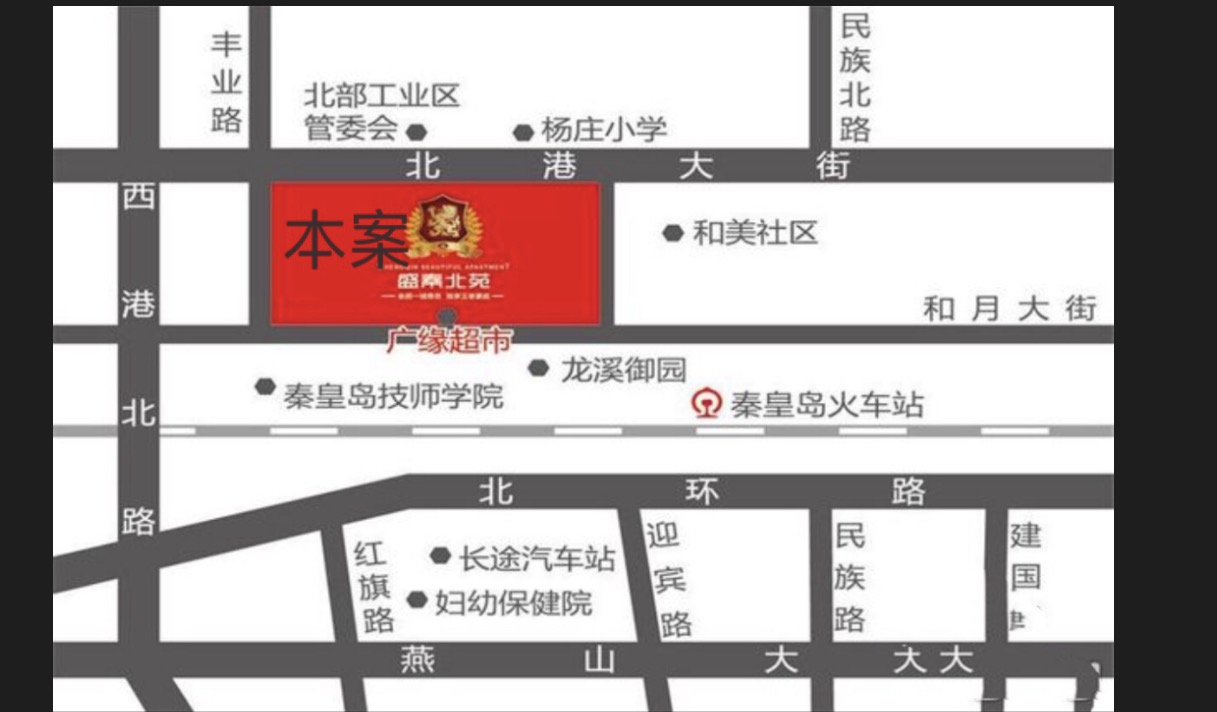 丰业路
民族北路
北部工业区
管委会
杨庄小学
北港大街
西港北路
本案
盛秦北苑
和美社区
和月大街
广缘超市
龙溪御园
秦皇岛技师学院
秦皇岛火车站
北环路
红旗路
长途汽车站
妇幼保健院
迎宾路
民族路
建国
燕山大大大